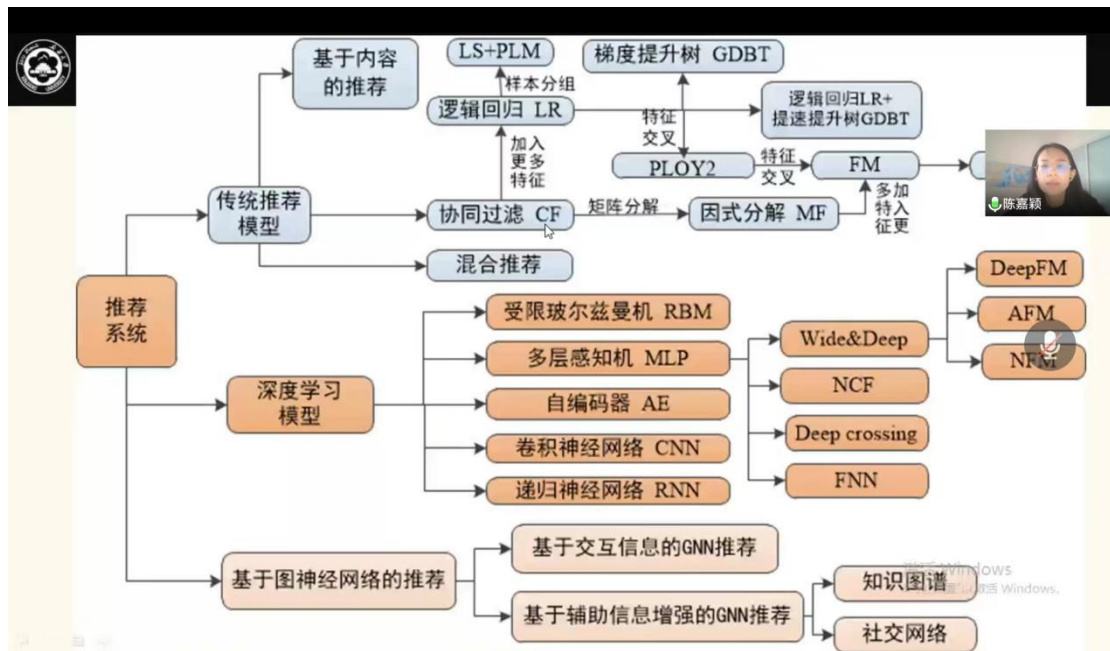 基于内容
的推荐
LS+PLM
样本分组
逻辑回归 LR
加入
更多
特征
梯度提升树 GDBT
特征
交叉
逻辑回归LR+
提速提升树GDBT
PLOY2
特征
交叉
FM
传统推荐
模型
协同过滤 CF
矩阵分解
因式分解 MF
多加
特入
征更
陈嘉颖
混合推荐
推荐
系统
受限玻尔兹曼机 RBM
多层感知机 MLP
自编码器 AE
卷积神经网络 CNN
递归神经网络 RNN
深度学习
模型
Wide&Deep
NCF
Deep crossing
FNN
DeepFM
AFM
NFM
基于图神经网络的推荐
基于交互信息的GNN推荐
基于辅助信息增强的GNN推荐
知识图谱
社交网络
激活 Windows
激活 Windows。